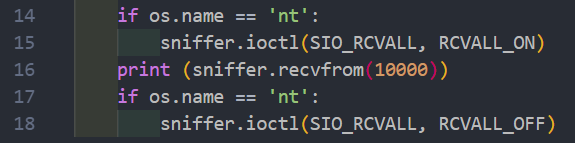 14 if os.name == 'nt':
15 sniffer.ioctl(SIO_RCVALL, RCVALL_ON)
16 print (sniffer.recvfrom(10000))
17 if os.name == 'nt':
18 sniffer.ioctl(SIO_RCVALL, RCVALL_OFF)